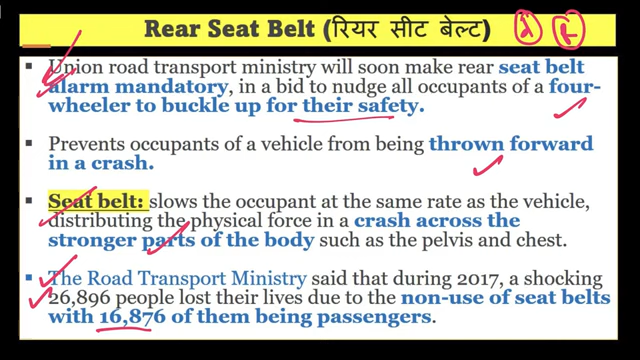 Rear Seat Belt (रियर सीट बेल्ट)
▪ Union road transport ministry will soon make rear seat belt
alarm mandatory, in a bid to nudge all occupants of a four-
wheeler to buckle up for their safety.
▪ Prevents occupants of a vehicle from being thrown forward
in a crash.
▪ Seat belt: slows the occupant at the same rate as the vehicle,
distributing the physical force in a crash across the
stronger parts of the body such as the pelvis and chest.
▪ The Road Transport Ministry said that during 2017, a shocking
26,896 people lost their lives due to the non-use of seat belts
with 16,876 of them being passengers.